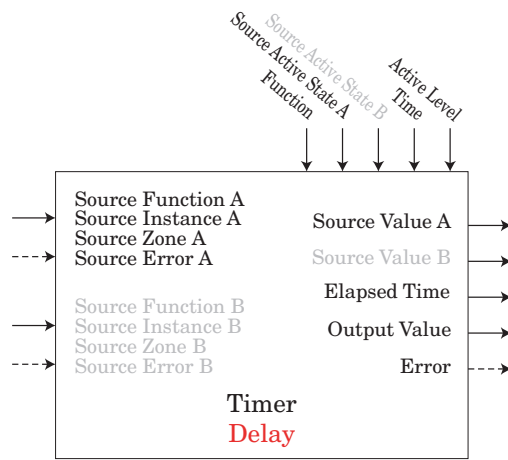 Function
Source Active State A
Source Active State B
Time
Active Level
Source Function A
Source Instance A
Source Zone A
Source Error A
Source Function B
Source Instance B
Source Zone B
Source Error B
Source Value A
Source Value B
Elapsed Time
Output Value
Error
Timer
Delay